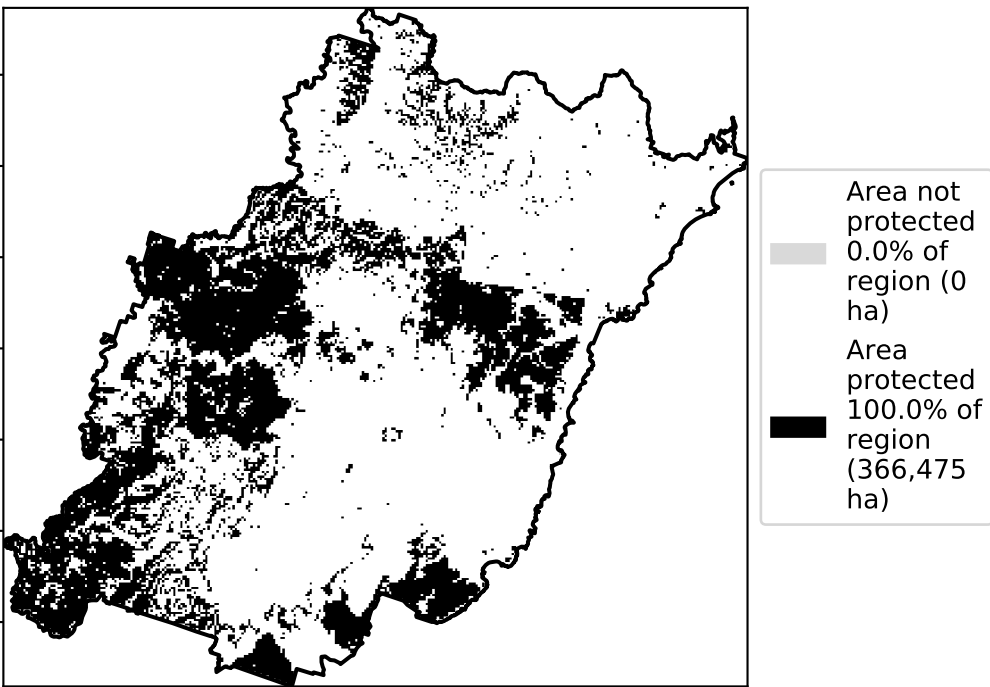 Area not
protected
0.0% of
region (0
ha)
Area
protected
100.0% of
region
(366,475
ha)